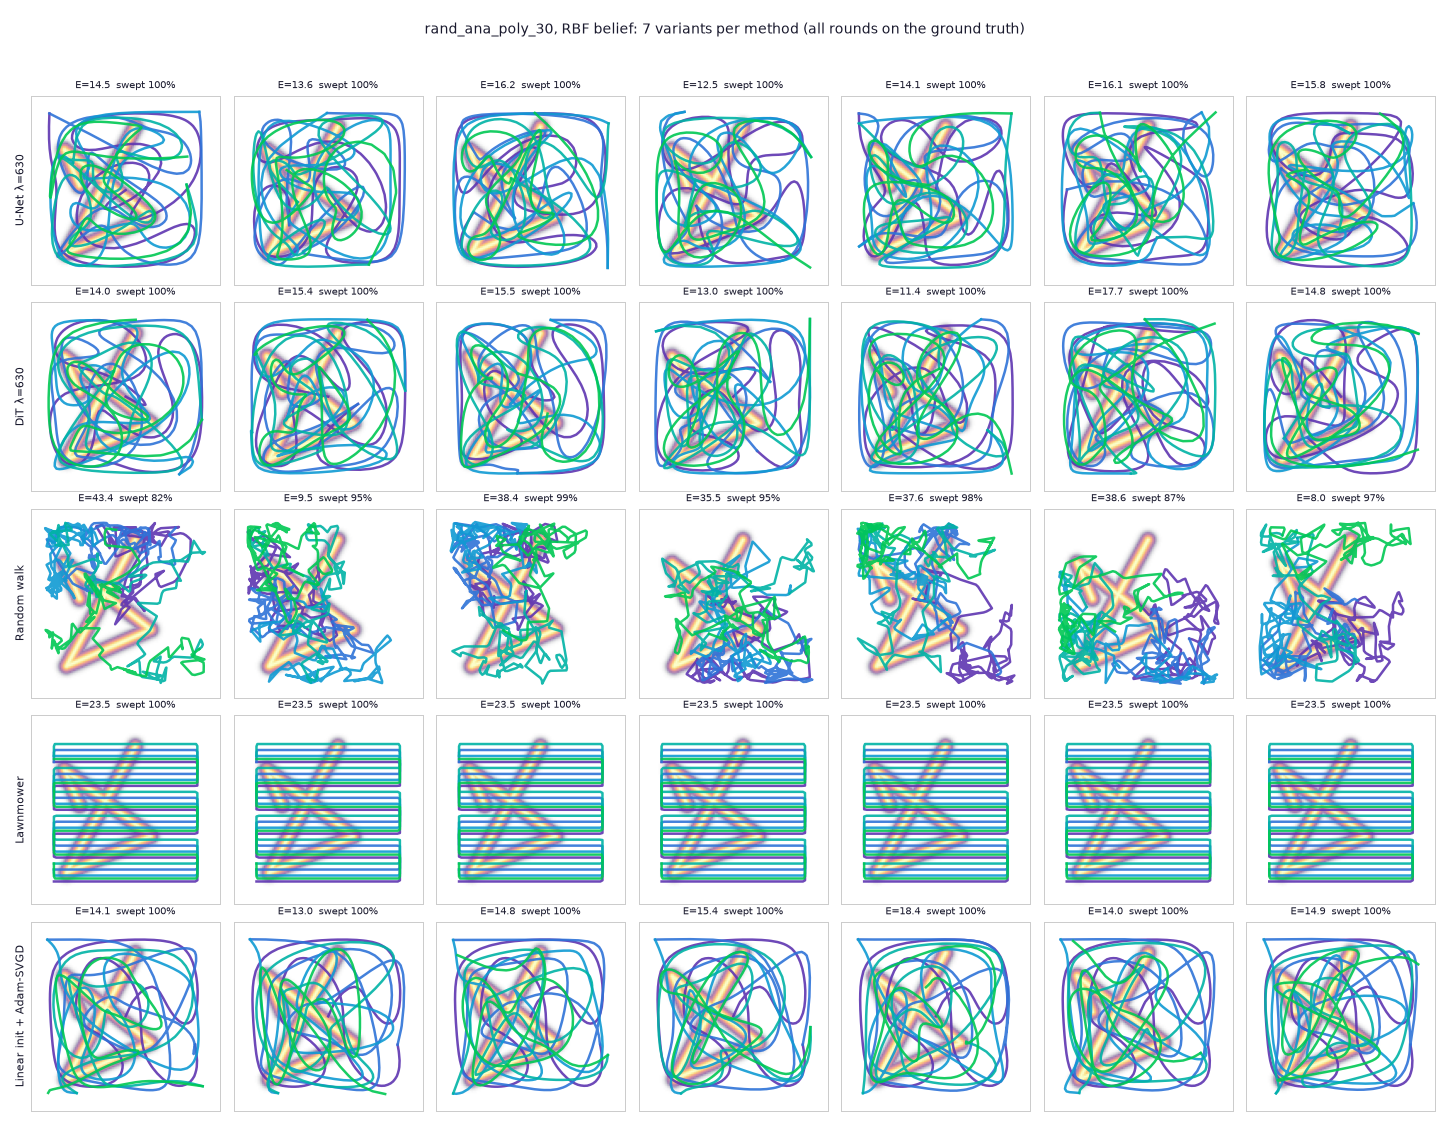 rand_ana_poly_30, RBF belief: 7 variants per method (all rounds on the ground truth)
E=14.5 swept 100% E=13.6 swept 100% E=16.2 swept 100% E=12.5 swept 100% E=14.1 swept 100% E=16.1 swept 100% E=15.8 swept 100%
U-Net λ=630
E=14.0 swept 100% E=15.4 swept 100% E=15.5 swept 100% E=13.0 swept 100% E=11.4 swept 100% E=17.7 swept 100% E=14.8 swept 100%
DiT λ=630
E=43.4 swept 82% E=9.5 swept 95% E=38.4 swept 99% E=35.5 swept 95% E=37.6 swept 98% E=38.6 swept 87% E=8.0 swept 97%
Random walk
E=23.5 swept 100% E=23.5 swept 100% E=23.5 swept 100% E=23.5 swept 100% E=23.5 swept 100% E=23.5 swept 100% E=23.5 swept 100%
Lawnmower
E=14.1 swept 100% E=13.0 swept 100% E=14.8 swept 100% E=15.4 swept 100% E=18.4 swept 100% E=14.0 swept 100% E=14.9 swept 100%
Linear init + Adam-SVGD